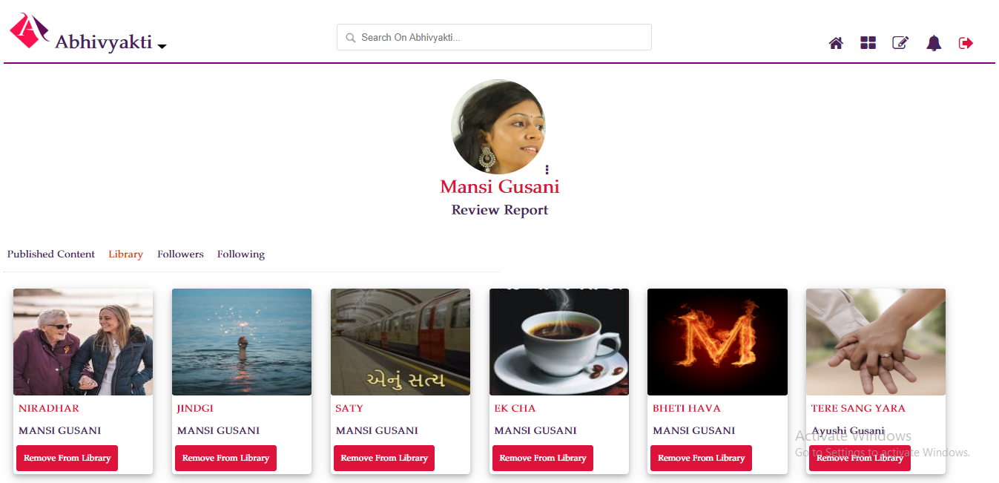 Abhivyakti
Search On Abhivyakti...
Mansi Gusani
Review Report
Published Content Library Followers Following
એનું સત્ય
NIRADHAR
MANSI GUSANI
Remove From Library
JINDGI
MANSI GUSANI
Remove From Library
SATY
MANSI GUSANI
Remove From Library
EK CHA
MANSI GUSANI
Remove From Library
M
BHETI HAVA
MANSI GUSANI
Remove From Library
TERE SANG YARA
Ayushi Gusani
Remove From Library
Activate Windows
Go to Settings to activate Windows.